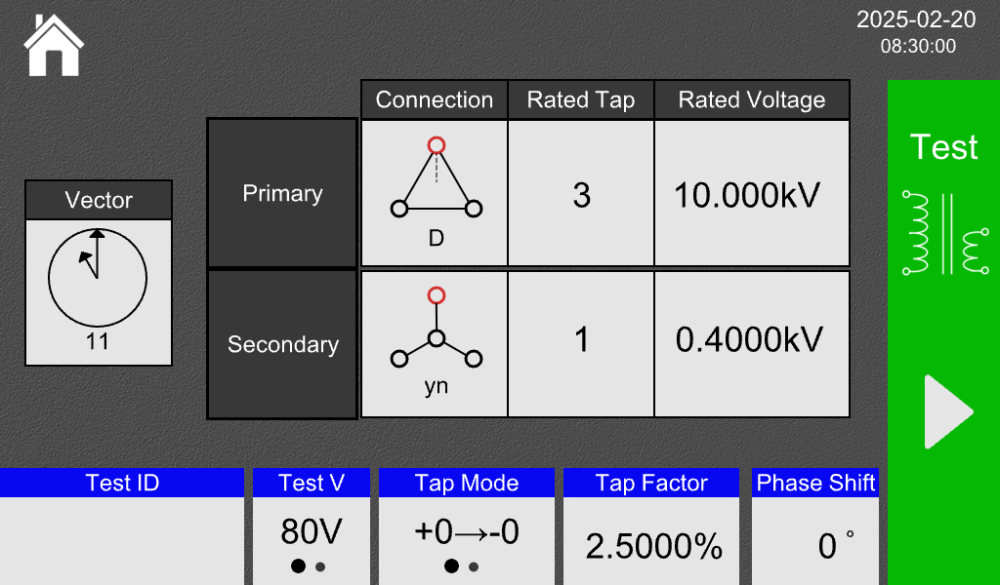 2025-02-20
08:30:00
Connection Rated Tap Rated Voltage
Test
Vector
11
Primary
D
3
10.000kV
Secondary
yn
1
0.4000kV
Test ID
Test V
80V
Tap Mode
+0→-0
Tap Factor
2.5000%
Phase Shift
0 °